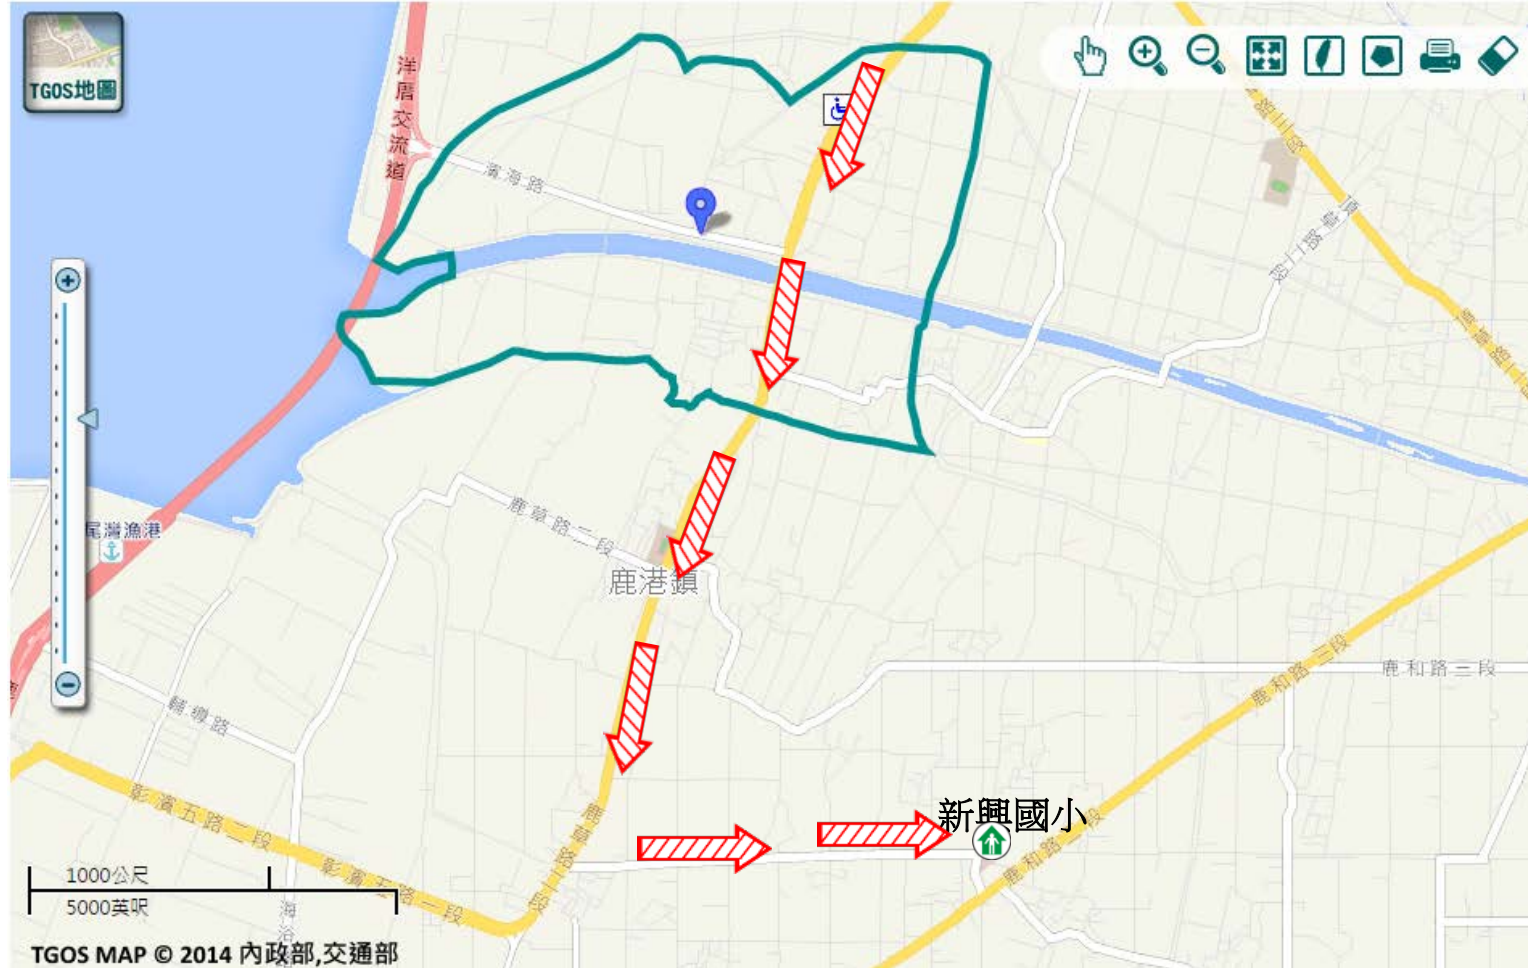 TGOS地圖
洋厝交流道
濱海路
鹿草路二段
尾灣漁港
鹿港鎮
鹿和路三段
鹿和路三段
輔導路
彰濱五路二段
鹿草路一段
新興國小
鹿和路二段
彰濱五路一段
1000公尺
5000英呎
海浴
TGOS MAP © 2014 內政部,交通部